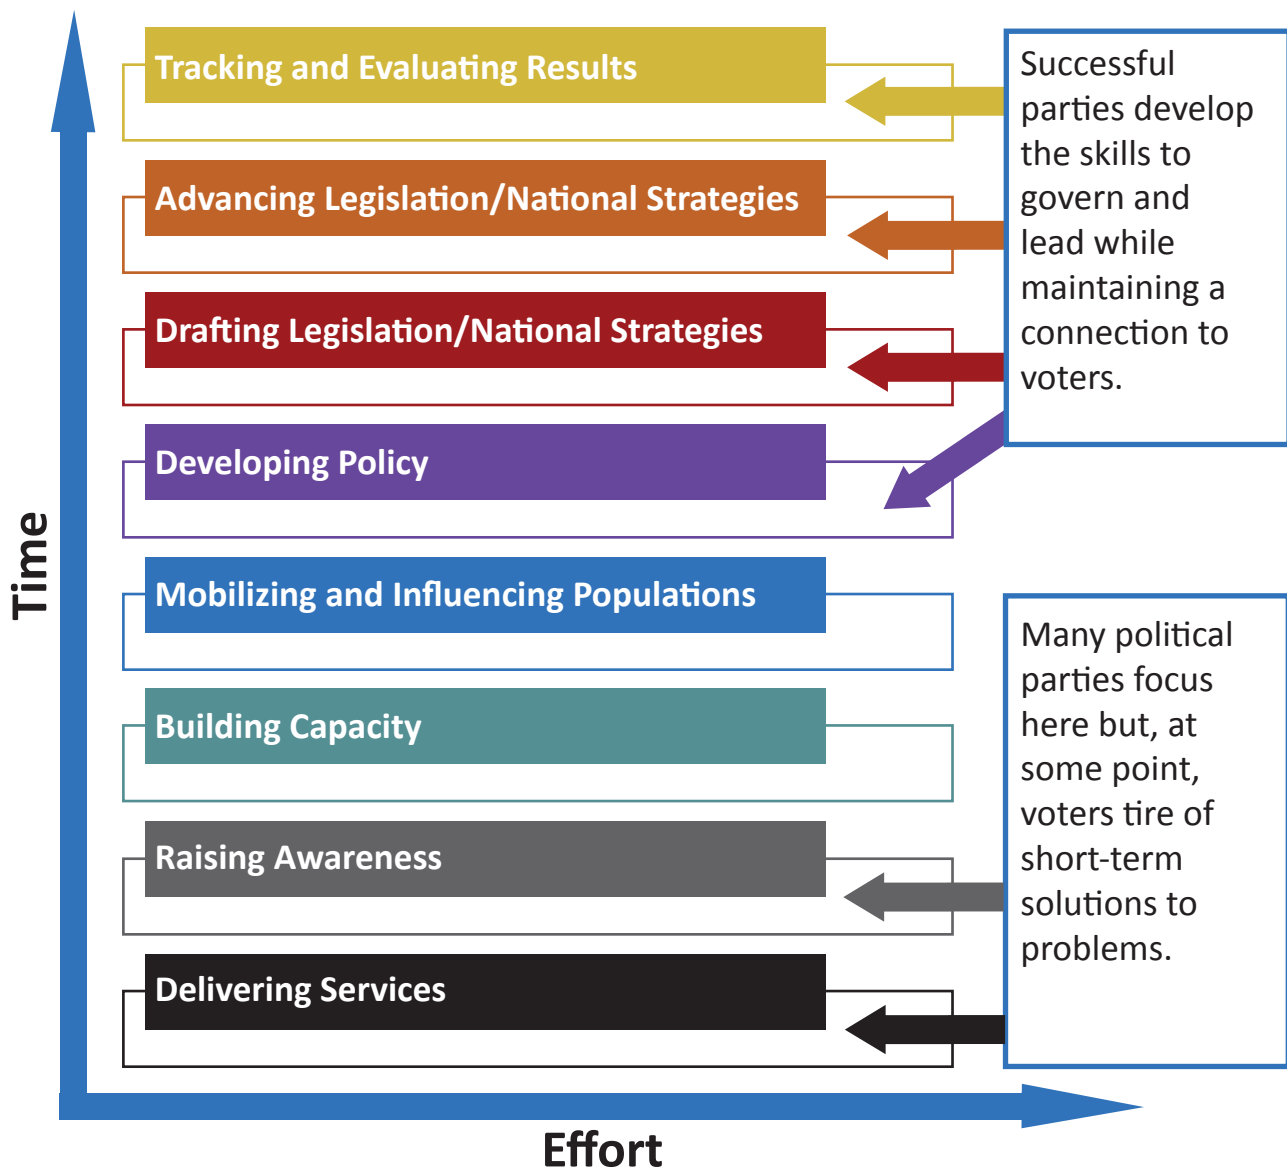 Tracking and Evaluating Results
Advancing Legislation/National Strategies
Drafting Legislation/National Strategies
Developing Policy
Mobilizing and Influencing Populations
Building Capacity
Raising Awareness
Delivering Services
Successful
parties develop
the skills to
govern and
lead while
maintaining a
connection to
voters.
Many political
parties focus
here but, at
some point,
voters tire of
short-term
solutions to
problems.
Time
Effort